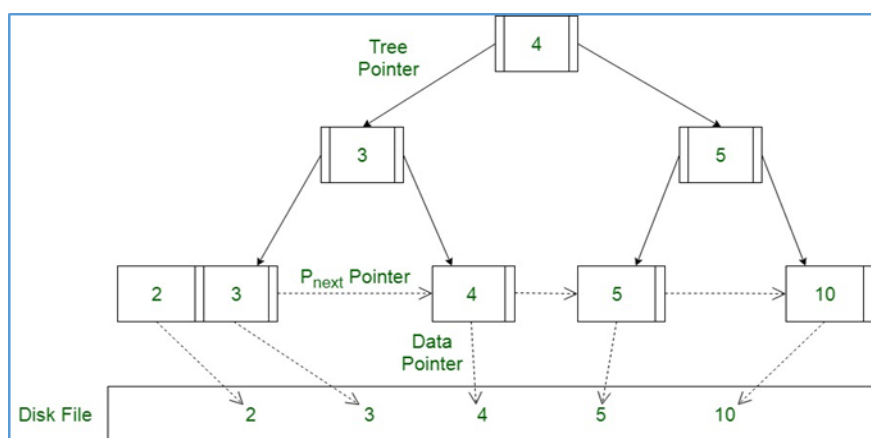 Tree
Pointer
4
3
5
2 3
P_next Pointer
4
5
10
Data
Pointer
Disk File 2 3 4 5 10